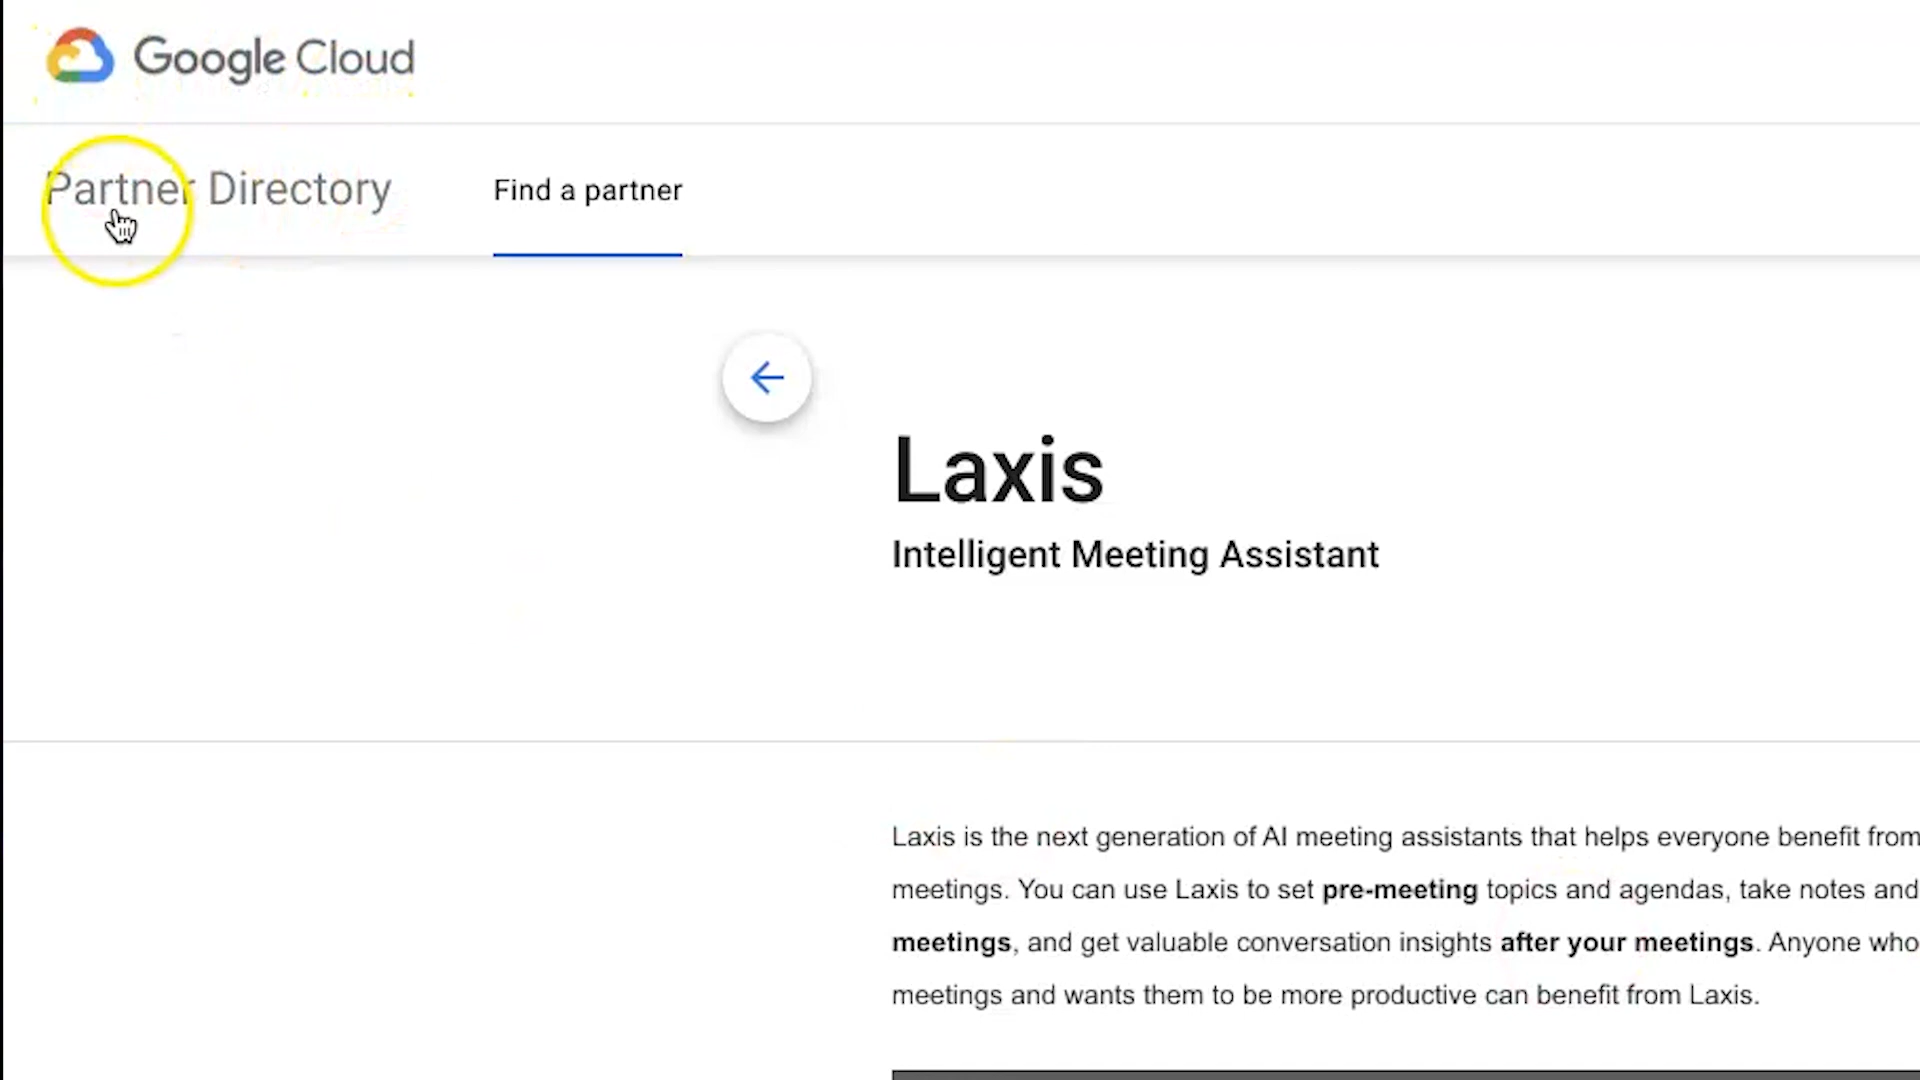 Google Cloud
Partner Directory
Find a partner
Laxis
Intelligent Meeting Assistant
Laxis is the next generation of AI meeting assistants that helps everyone benefit from
meetings. You can use Laxis to set pre-meeting topics and agendas, take notes and
meetings, and get valuable conversation insights after your meetings. Anyone who
meetings and wants them to be more productive can benefit from Laxis.